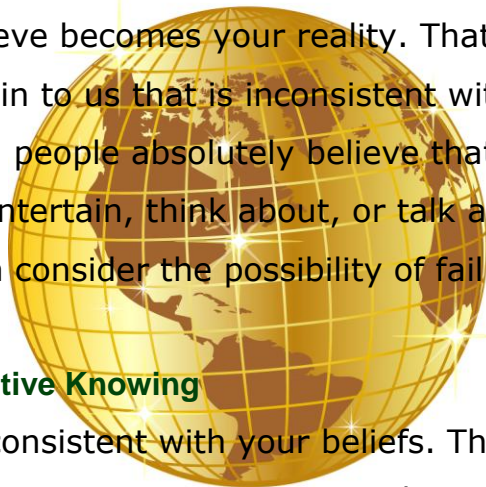 eve becomes your reality. That
in to us that is inconsistent wit
people absolutely believe that
ntertain, think about, or talk a
consider the possibility of fail
tive Knowing
consistent with your beliefs. Th